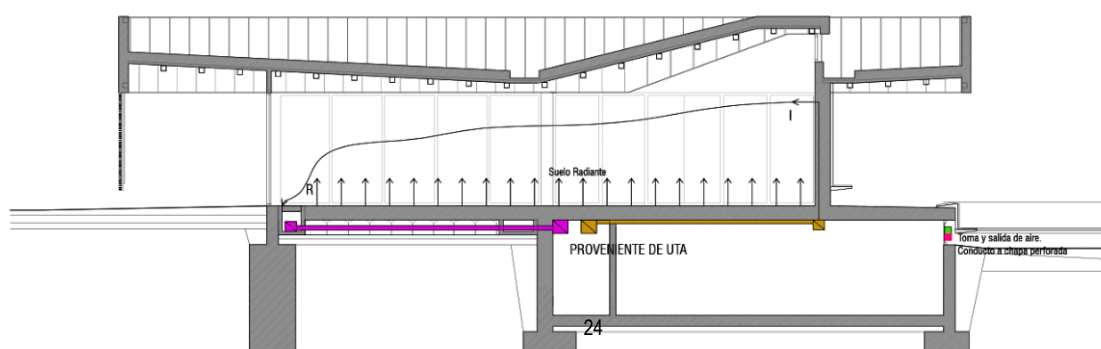 I
Suelo Radiante
R
PROVENIENTE DE UTA
Toma y salida de aire.
Conducto a chapa perforada
24